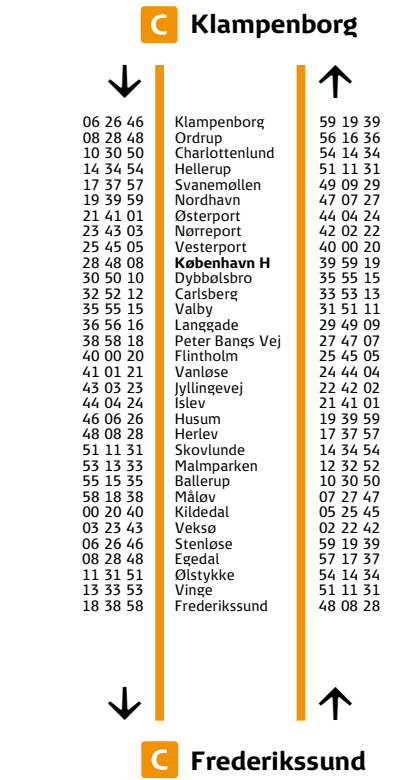 C Klampenborg
06 26 46 Klampenborg 59 19 39
08 28 48 Ordrup 56 16 36
10 30 50 Charlottenlund 54 14 34
14 34 54 Hellerup 51 11 31
17 37 57 Svanemøllen 49 09 29
19 39 59 Nordhavn 47 07 27
21 41 01 Østerport 44 04 24
23 43 03 Nørreport 42 02 22
25 45 05 Vesterport 40 00 20
28 48 08 København H 39 59 19
30 50 10 Dybbølsbro 35 55 15
32 52 12 Carlsberg 33 53 13
35 55 15 Valby 31 51 11
36 56 16 Langgade 29 49 09
38 58 18 Peter Bangs Vej 27 47 07
40 00 20 Flintholm 25 45 05
41 01 21 Vanløse 24 44 04
43 03 23 Jyllingevej 22 42 02
44 04 24 Islev 21 41 01
46 06 26 Husum 19 39 59
48 08 28 Herlev 17 37 57
51 11 31 Skovlunde 14 34 54
53 13 33 Malmparken 12 32 52
55 15 35 Ballerup 10 30 50
58 18 38 Måløv 07 27 47
00 20 40 Kildedal 05 25 45
03 23 43 Veksø 02 22 42
06 26 46 Stenløse 59 19 39
08 28 48 Egedal 57 17 37
11 31 51 Ølstykke 54 14 34
13 33 53 Vinge 51 11 31
18 38 58 Frederikssund 48 08 28
C Frederikssund